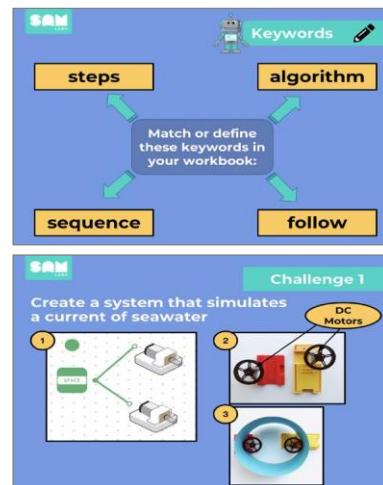 SAM
LABS
Keywords
steps
algorithm
Match or define
these keywords in
your workbook:
sequence
follow
SAM
LABS
Challenge 1
Create a system that simulates
a current of seawater
DC
Motors
1
2
SPACE
3